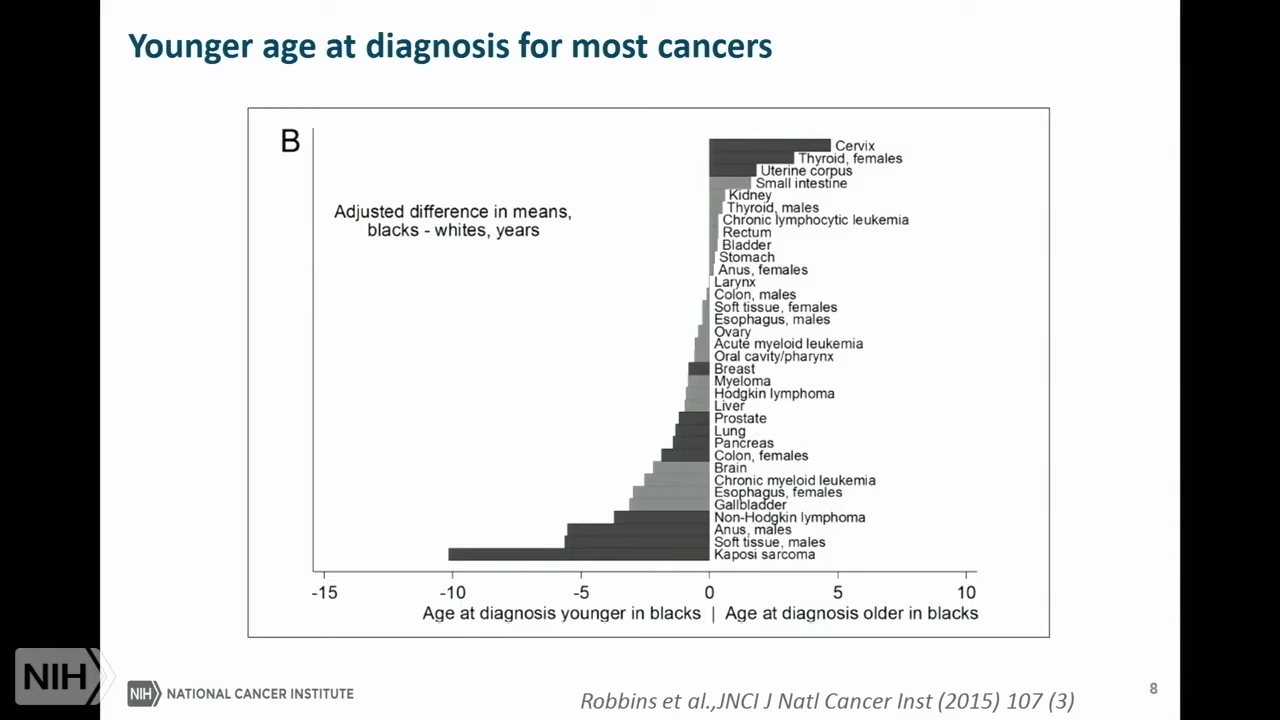 Younger age at diagnosis for most cancers
B
Adjusted difference in means,
blacks - whites, years
Cervix
Thyroid, females
Uterine corpus
Small intestine
Kidney
Thyroid, males
Chronic lymphocytic leukemia
Rectum
Bladder
Stomach
Anus, females
Larynx
Colon, males
Soft tissue, females
Esophagus, males
Ovary
Acute myeloid leukemia
Oral cavity/pharynx
Breast
Myeloma
Hodgkin lymphoma
Liver
Prostate
Lung
Pancreas
Colon, females
Brain
Chronic myeloid leukemia
Esophagus, females
Gallbladder
Non-Hodgkin lymphoma
Anus, males
Soft tissue, males
Kaposi sarcoma
-15 -10 -5 0 5 10
Age at diagnosis younger in blacks | Age at diagnosis older in blacks
NIH
NIH NATIONAL CANCER INSTITUTE
Robbins et al.,JNCI J Natl Cancer Inst (2015) 107 (3)
8